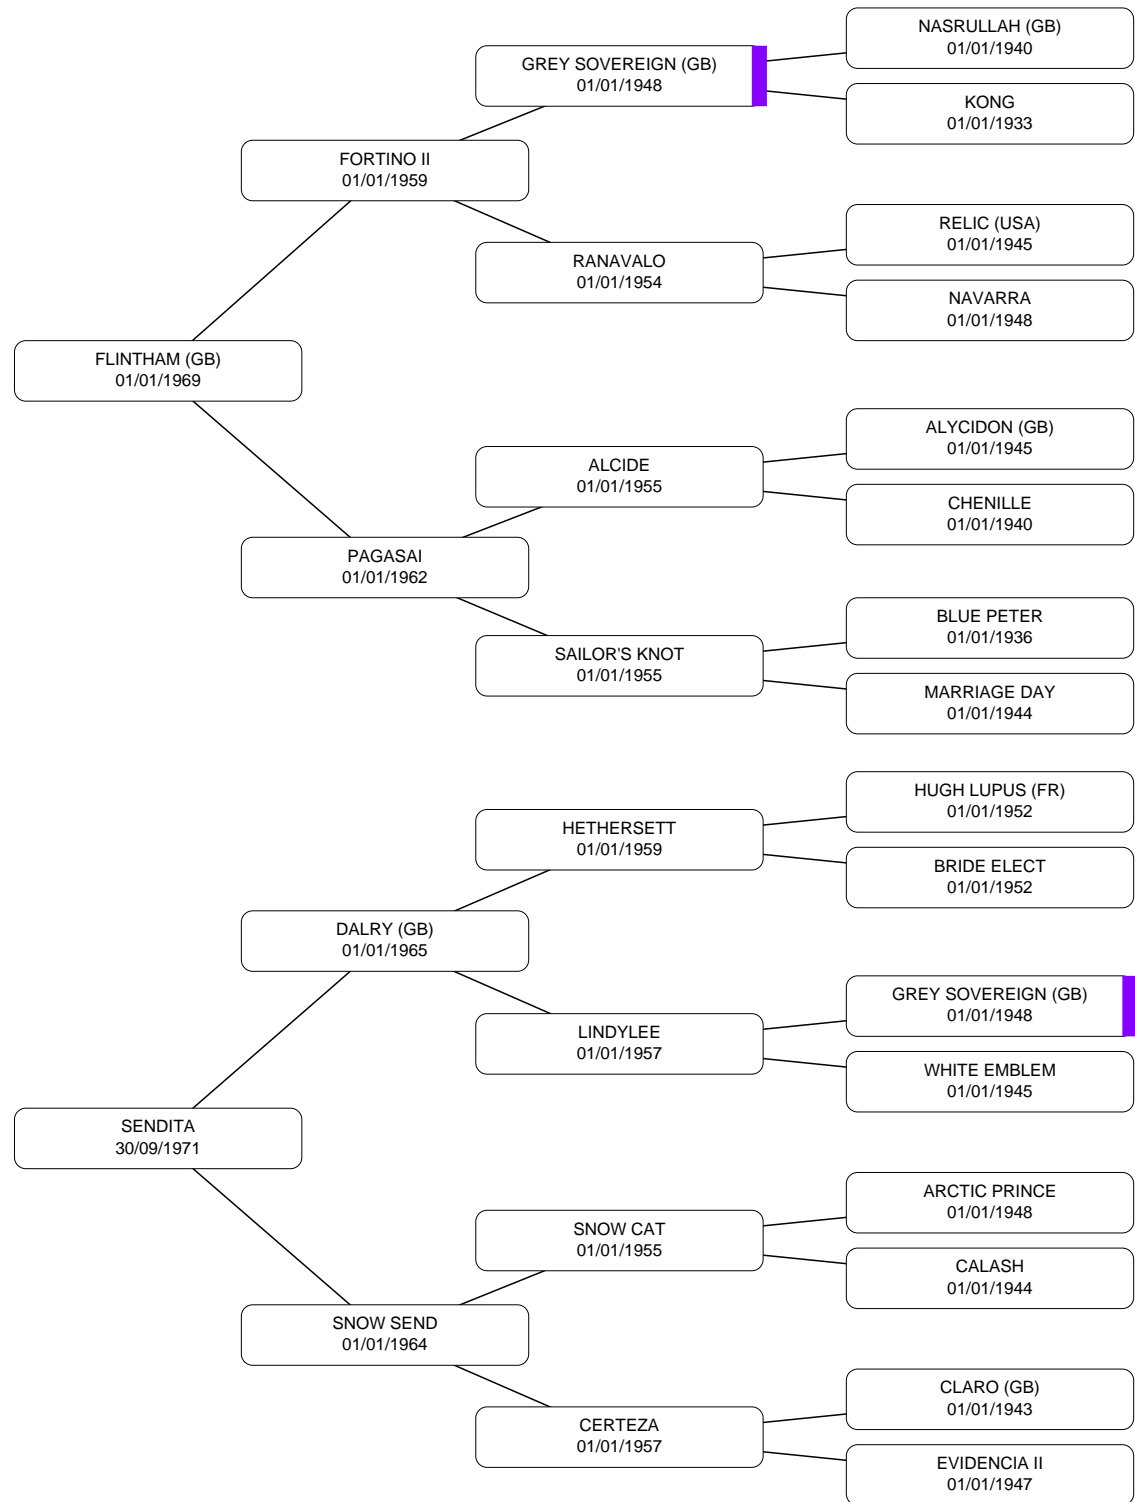 NASRULLAH (GB)
01/01/1940
GREY SOVEREIGN (GB)
01/01/1948
KONG
01/01/1933
FORTINO II
01/01/1959
RELIC (USA)
01/01/1945
RANAVALO
01/01/1954
NAVARRA
01/01/1948
FLINTHAM (GB)
01/01/1969
ALYCIDON (GB)
01/01/1945
ALCIDE
01/01/1955
CHENILLE
01/01/1940
PAGASAI
01/01/1962
BLUE PETER
01/01/1936
SAILOR'S KNOT
01/01/1955
MARRIAGE DAY
01/01/1944
HUGH LUPUS (FR)
01/01/1952
HETHERSETT
01/01/1959
BRIDE ELECT
01/01/1952
DALRY (GB)
01/01/1965
GREY SOVEREIGN (GB)
01/01/1948
LINDYLEE
01/01/1957
WHITE EMBLEM
01/01/1945
SENDITA
30/09/1971
ARCTIC PRINCE
01/01/1948
SNOW CAT
01/01/1955
CALASH
01/01/1944
SNOW SEND
01/01/1964
CLARO (GB)
01/01/1943
CERTEZA
01/01/1957
EVIDENCIA II
01/01/1947